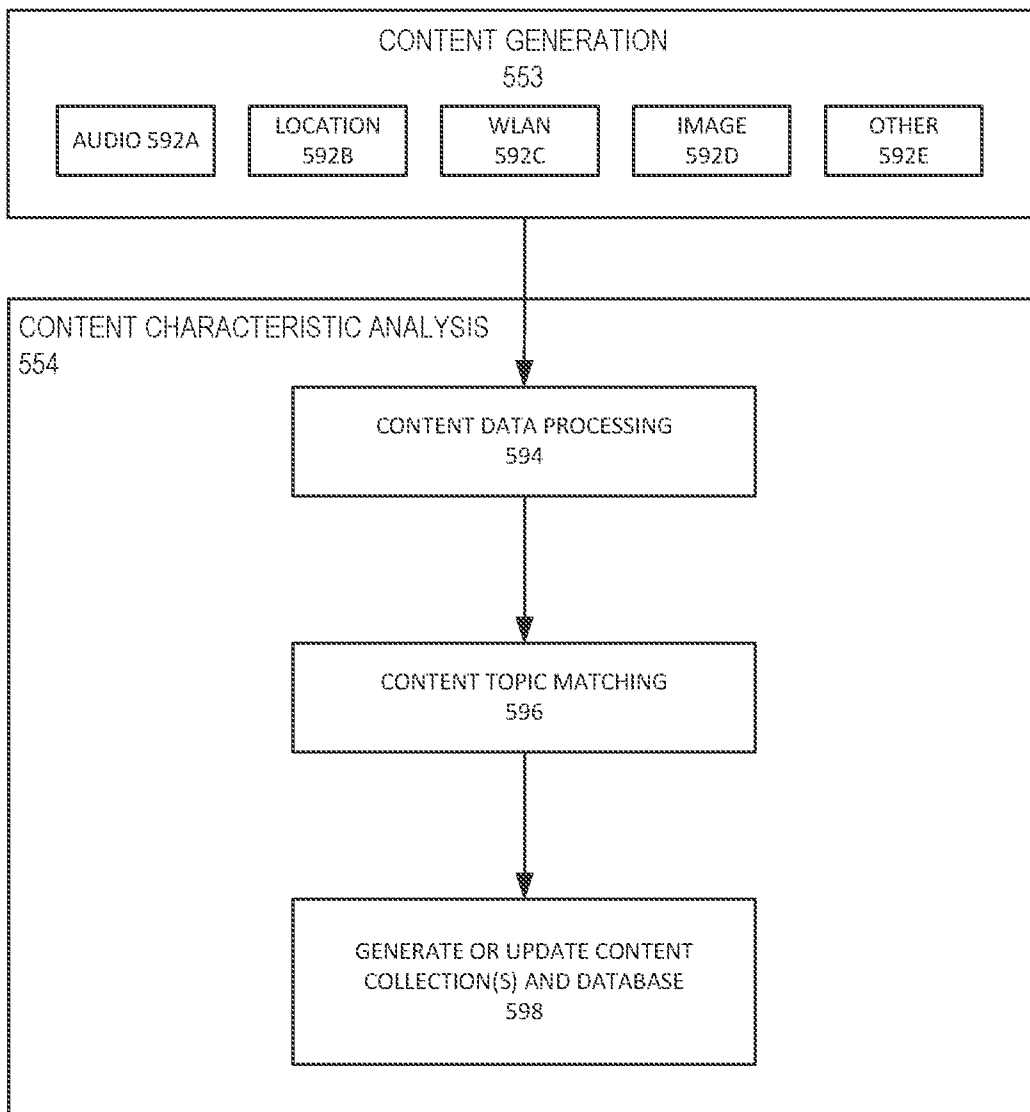 CONTENT GENERATION
553
AUDIO 592A
LOCATION
592B
WLAN
592C
IMAGE
592D
OTHER
592E
CONTENT CHARACTERISTIC ANALYSIS
554
CONTENT DATA PROCESSING
594
CONTENT TOPIC MATCHING
596
GENERATE OR UPDATE CONTENT
COLLECTION(S) AND DATABASE
598